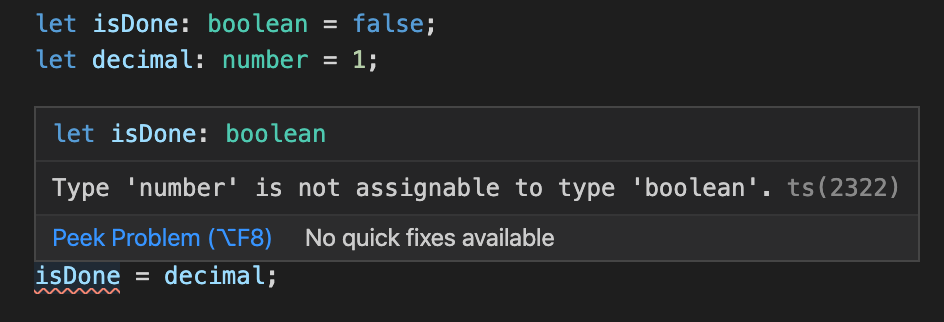 let isDone: boolean = false;
let decimal: number = 1;
let isDone: boolean
Type 'number' is not assignable to type 'boolean'. ts(2322)
Peek Problem (⌥F8) No quick fixes available
isDone = decimal;